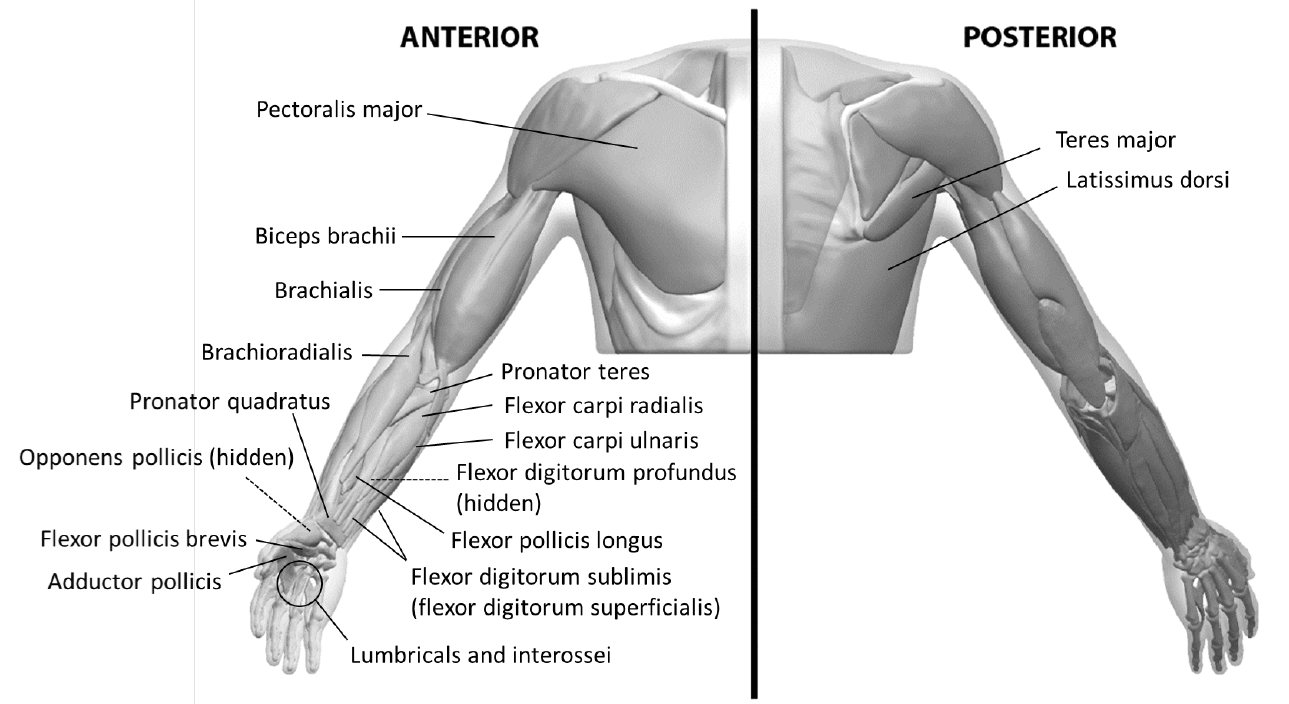 ANTERIOR
POSTERIOR
Pectoralis major
Teres major
Latissimus dorsi
Biceps brachii
Brachialis
Brachioradialis
Pronator teres
Pronator quadratus
Flexor carpi radialis
Flexor carpi ulnaris
Opponens pollicis (hidden)
Flexor digitorum profundus
(hidden)
Flexor pollicis brevis
Flexor pollicis longus
Adductor pollicis
Flexor digitorum sublimis
(flexor digitorum superficialis)
Lumbricals and interossei